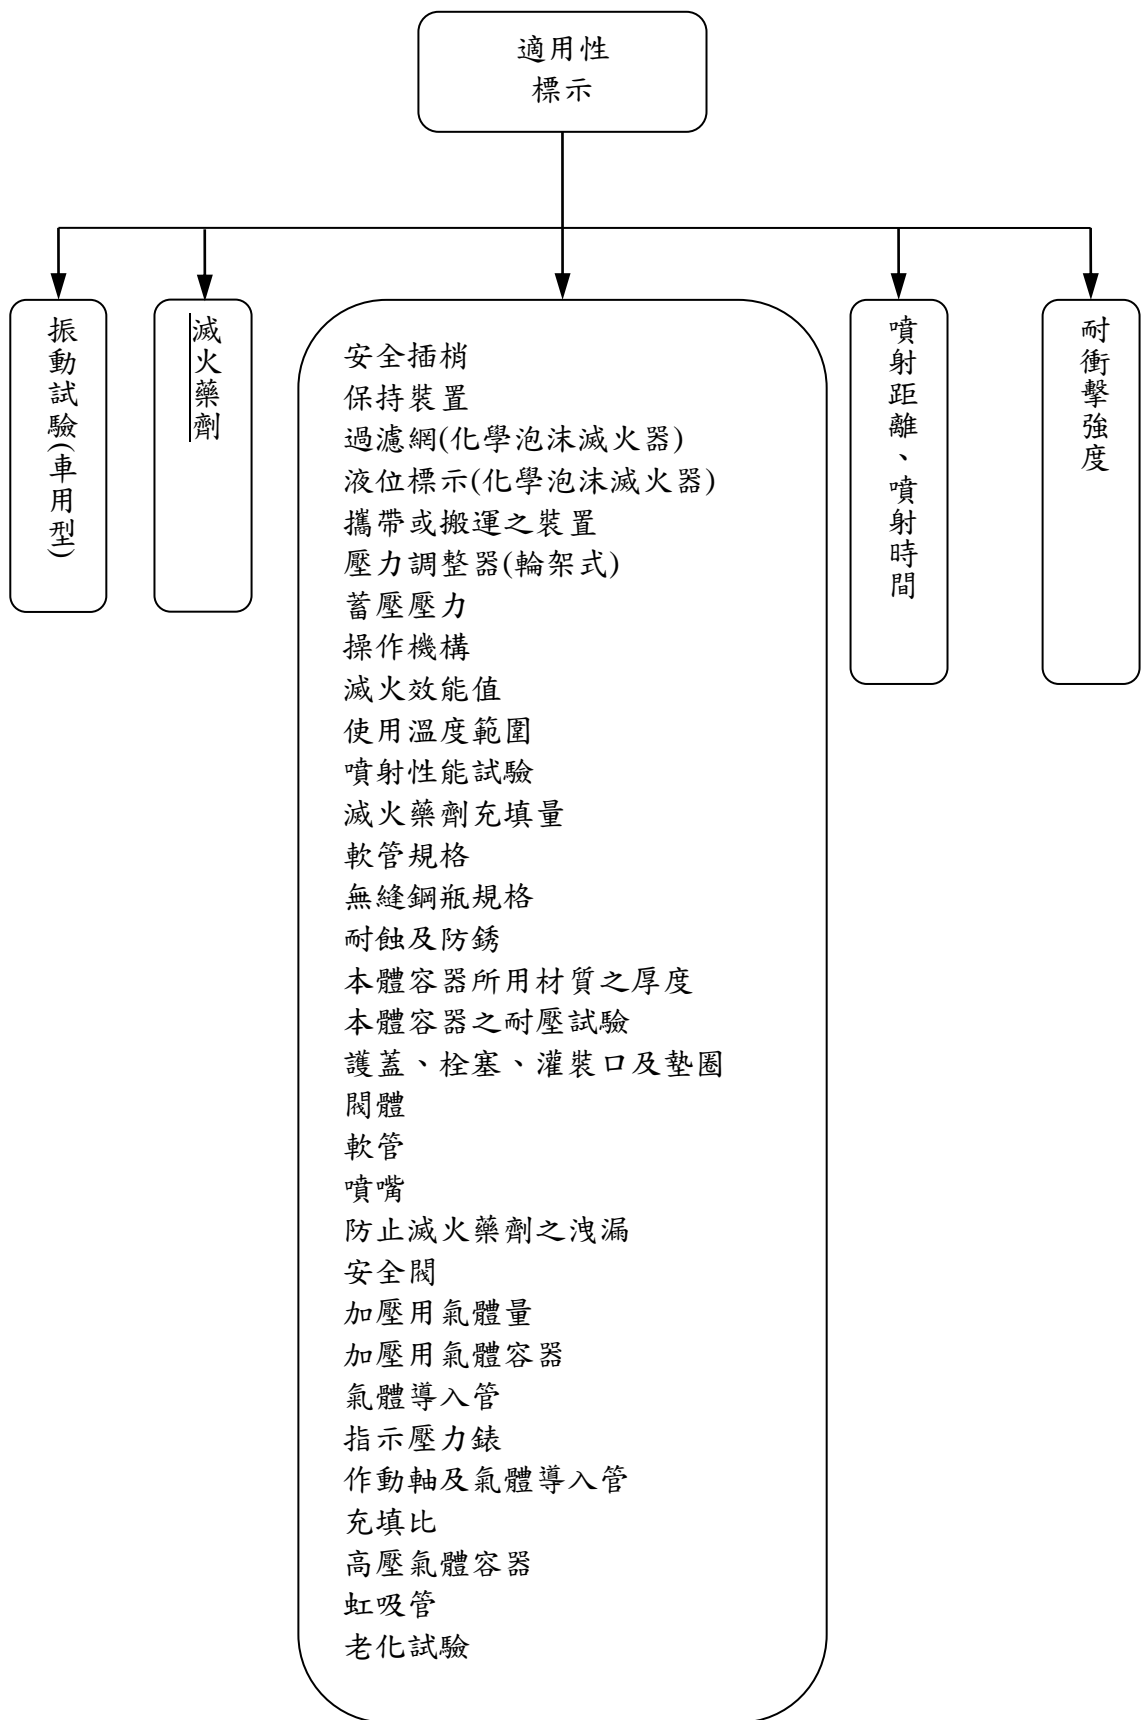 適用性
標示
振動試驗(車用型)
滅火藥劑
安全插梢
保持裝置
過濾網(化學泡沫滅火器)
液位標示(化學泡沫滅火器)
攜帶或搬運之裝置
壓力調整器(輪架式)
蓄壓壓力
操作機構
滅火效能值
使用溫度範圍
噴射性能試驗
滅火藥劑充填量
軟管規格
無縫鋼瓶規格
耐蝕及防銹
本體容器所用材質之厚度
本體容器之耐壓試驗
護蓋、栓塞、灌裝口及墊圈
閥體
軟管
噴嘴
防止滅火藥劑之洩漏
安全閥
加壓用氣體量
加壓用氣體容器
氣體導入管
指示壓力錶
作動軸及氣體導入管
充填比
高壓氣體容器
虹吸管
老化試驗
噴射距離、噴射時間
耐衝擊強度